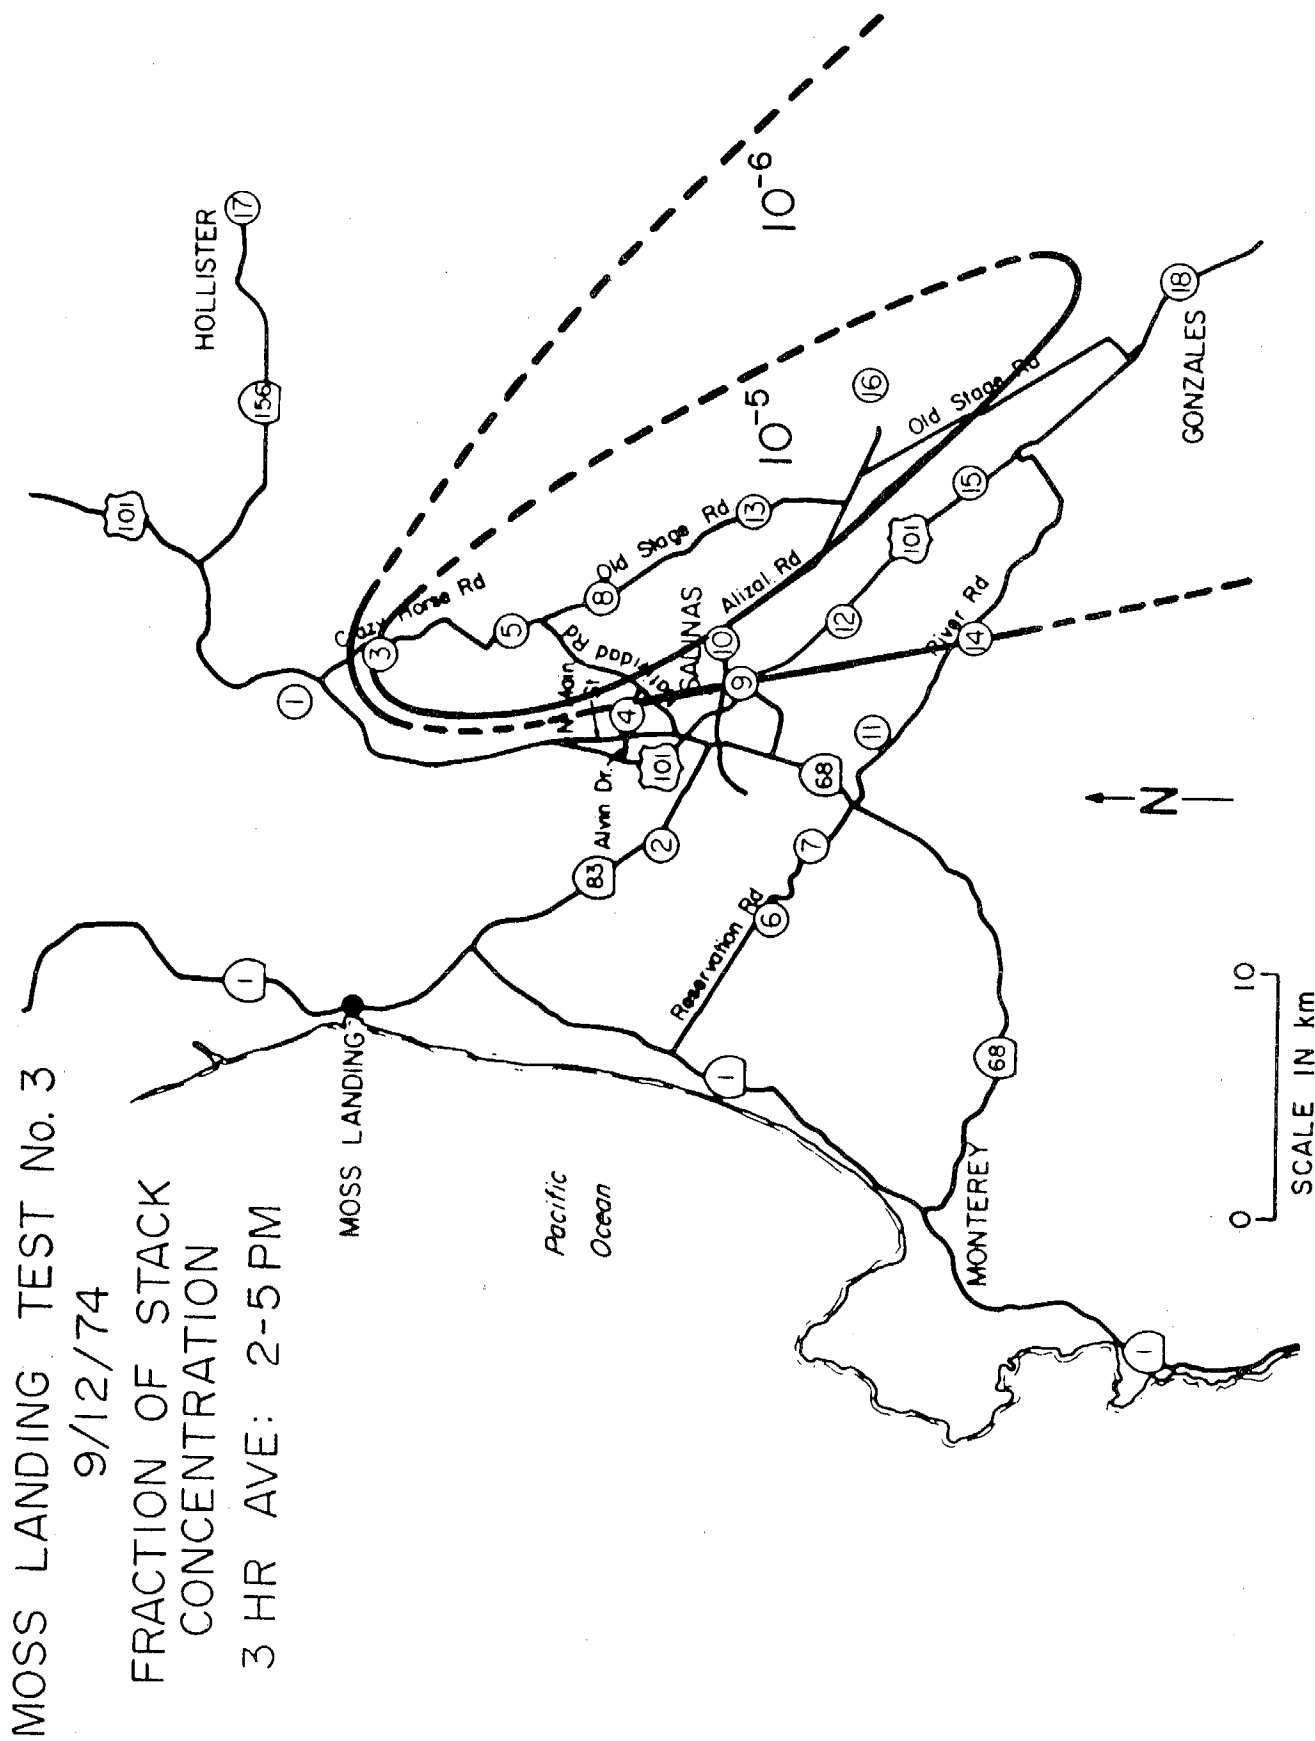 MOSS LANDING TEST No. 3
9/12/74
FRACTION OF STACK
CONCENTRATION
3 HR AVE: 2-5PM
HOLLISTER
17
156
101
1
1
MOSS LANDING
Crazy Horse Rd
3
5
8
Old Stage Rd
13
10-6
10-5
16
Old Stage Rd
N. Main St
4
SALINAS
10
Alizal Rd
9
12
101
15
18
GONZALES
Alvin Dr.
101
83
2
68
11
River Rd
14
7
6
Reservation Rd
1
68
Pacific
Ocean
MONTEREY
1
N
0 10
SCALE IN km